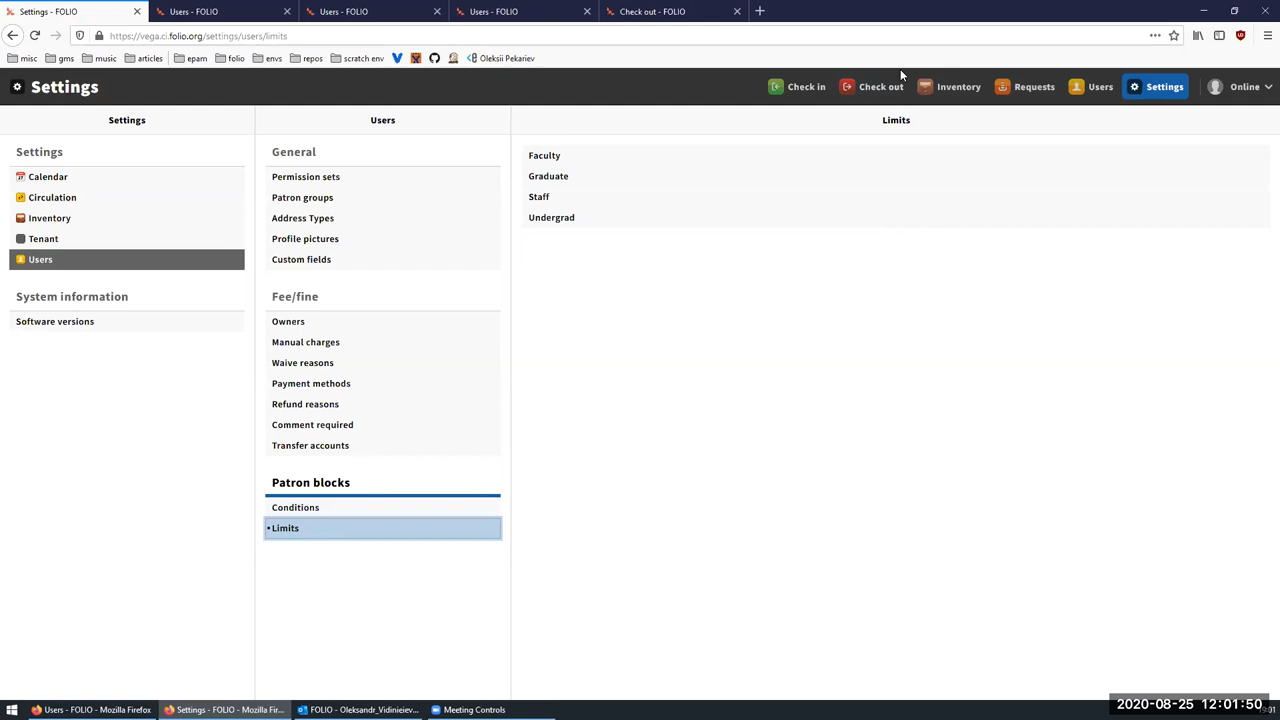 Settings - FOLIO
Users - FOLIO
Users - FOLIO
Users - FOLIO
Check out - FOLIO
https://vega.ci.folio.org/settings/users/limits
misc
gms
music
articles
epam
folio
envs
repos
scratch env
Oleksii Pekariev
Settings
Check in
Check out
Inventory
Requests
Users
Settings
Online
Settings
Users
Limits
Settings
Calendar
Circulation
Inventory
Tenant
Users
System information
Software versions
General
Permission sets
Patron groups
Address Types
Profile pictures
Custom fields
Fee/fine
Owners
Manual charges
Waive reasons
Payment methods
Refund reasons
Comment required
Transfer accounts
Patron blocks
Conditions
Limits
Faculty
Graduate
Staff
Undergrad
Users - FOLIO - Mozilla Firefox
Settings - FOLIO - Mozilla Fir...
FOLIO - Oleksandr_Vidinieiev...
Meeting Controls
2020-08-25 12:01:50